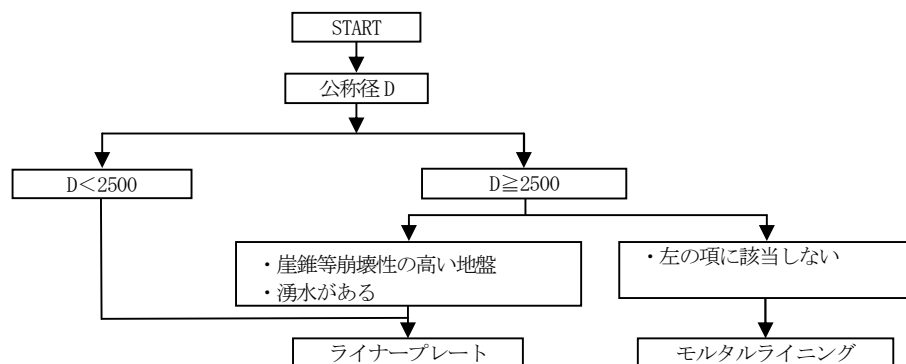 START
公称径 D
D＜2500
D≧2500
・崖錐等崩壊性の高い地盤
・湧水がある
・左の項に該当しない
ライナープレート
モルタルライニング